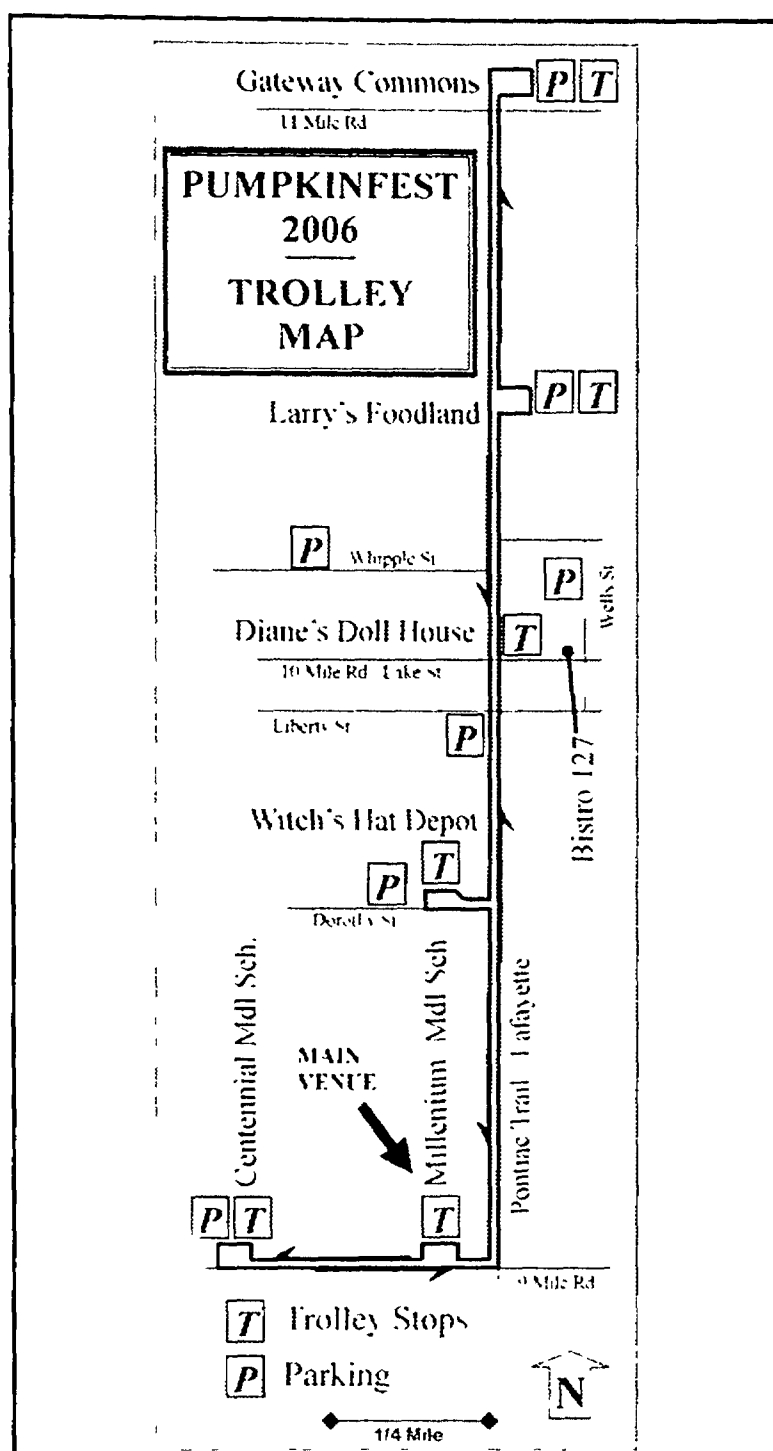 Gateway Commons
P T
11 Mile Rd
PUMPKINFEST
2006
TROLLEY
MAP
P T
Larry's Foodland
P
Whipple St
P
Wells St
Diane's Doll House
T
10 Mile Rd Lake St
Liberty St
P
Bistro 127
Witch's Hat Depot
T
P
Dorothy St
Centennial Mdl Sch.
Millenium Mdl Sch
Pontiac Trail Lafayette
MAIN
VENUE
P T
T
9 Mile Rd
T Trolley Stops
P Parking
N
1/4 Mile